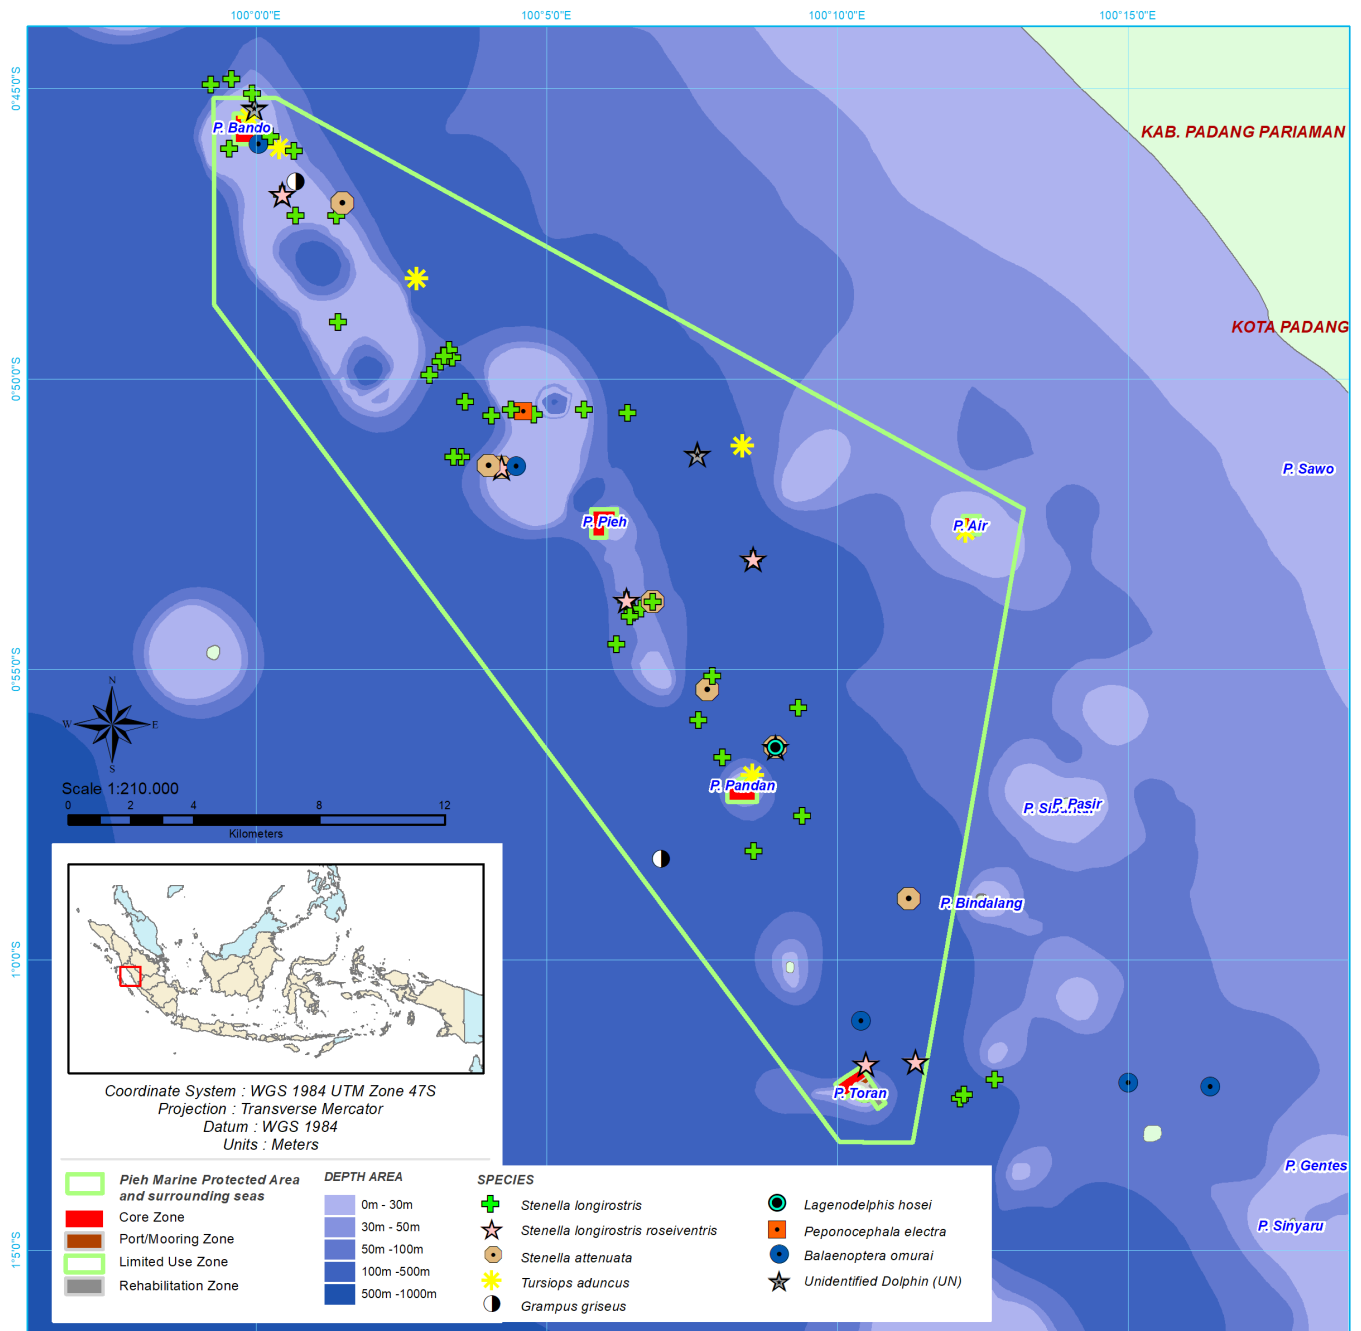 100°0'0"E
100°5'0"E
100°10'0"E
100°15'0"E
0°45'0"S
0°50'0"S
0°55'0"S
1°0'0"S
1°5'0"S
KAB. PADANG PARIAMAN
KOTA PADANG
P. Bando
P. Sawo
P. Pieh
P. Air
P. Pandan
P. Pasir
P. Bindalang
P. Toran
P. Gentes
P. Sinyaru
N
W
E
S
Scale 1:210.000
0 2 4 8 12
Kilometers
Coordinate System : WGS 1984 UTM Zone 47S
Projection : Transverse Mercator
Datum : WGS 1984
Units : Meters
Pieh Marine Protected Area
and surrounding seas
Core Zone
Port/Mooring Zone
Limited Use Zone
Rehabilitation Zone
DEPTH AREA
0m - 30m
30m - 50m
50m -100m
100m -500m
500m -1000m
SPECIES
Stenella longirostris
Stenella longirostris roseiventris
Stenella attenuata
Tursiops aduncus
Grampus griseus
Lagenodelphis hosei
Peponocephala electra
Balaenoptera omurai
Unidentified Dolphin (UN)